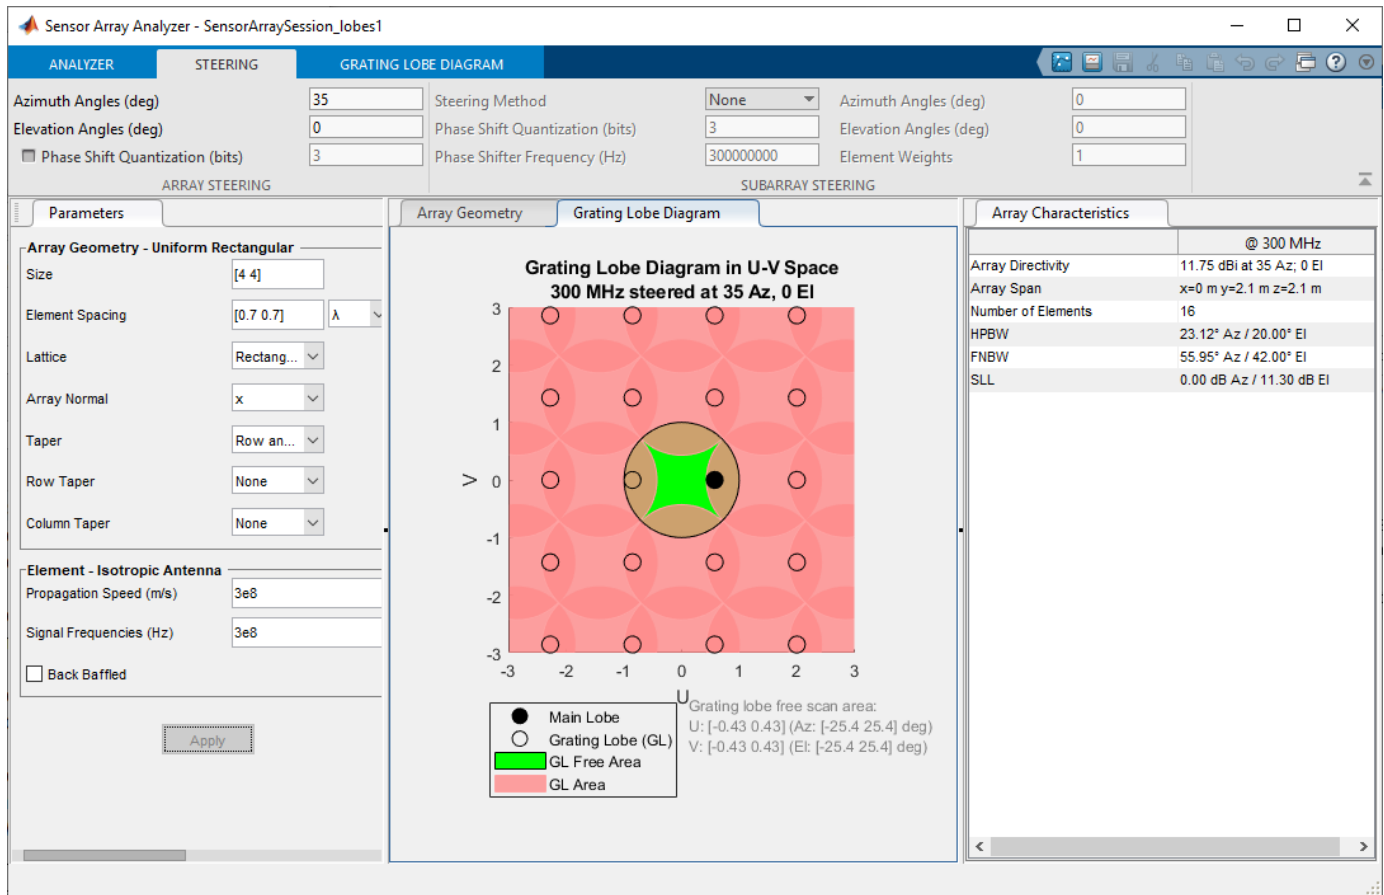 Sensor Array Analyzer - SensorArraySession_lobes1
ANALYZER STEERING GRATING LOBE DIAGRAM
Azimuth Angles (deg) 35 Steering Method None Azimuth Angles (deg) 0
Elevation Angles (deg) 0 Phase Shift Quantization (bits) 3 Elevation Angles (deg) 0
Phase Shift Quantization (bits) 3 Phase Shifter Frequency (Hz) 300000000 Element Weights 1
ARRAY STEERING SUBARRAY STEERING
Parameters
Array Geometry - Uniform Rectangular
Size [4 4]
Element Spacing [0.7 0.7] λ
Lattice Rectang...
Array Normal x
Taper Row an...
Row Taper None
Column Taper None
Element - Isotropic Antenna
Propagation Speed (m/s) 3e8
Signal Frequencies (Hz) 3e8
Back Baffled
Apply
Array Geometry Grating Lobe Diagram
Grating Lobe Diagram in U-V Space
300 MHz steered at 35 Az, 0 El
3
2
1
0
-1
-2
-3
V
-3 -2 -1 0 1 2 3
U
Main Lobe
Grating Lobe (GL)
GL Free Area
GL Area
Grating lobe free scan area:
U: [-0.43 0.43] (Az: [-25.4 25.4] deg)
V: [-0.43 0.43] (El: [-25.4 25.4] deg)
Array Characteristics
@ 300 MHz
Array Directivity 11.75 dBi at 35 Az; 0 El
Array Span x=0 m y=2.1 m z=2.1 m
Number of Elements 16
HPBW 23.12° Az / 20.00° El
FNBW 55.95° Az / 42.00° El
SLL 0.00 dB Az / 11.30 dB El